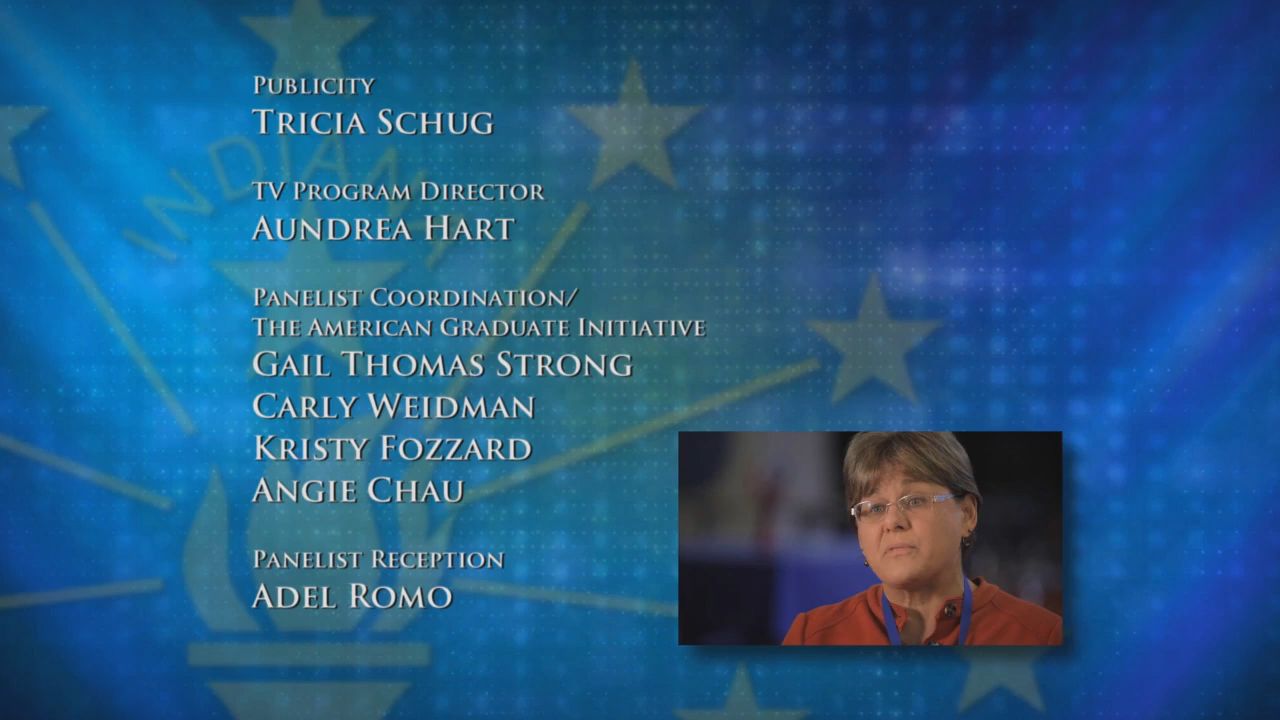 PUBLICITY
TRICIA SCHUG
TV PROGRAM DIRECTOR
AUNDREA HART
PANELIST COORDINATION/
THE AMERICAN GRADUATE INITIATIVE
GAIL THOMAS STRONG
CARLY WEIDMAN
KRISTY FOZZARD
ANGIE CHAU
PANELIST RECEPTION
ADEL ROMO
INDIANA